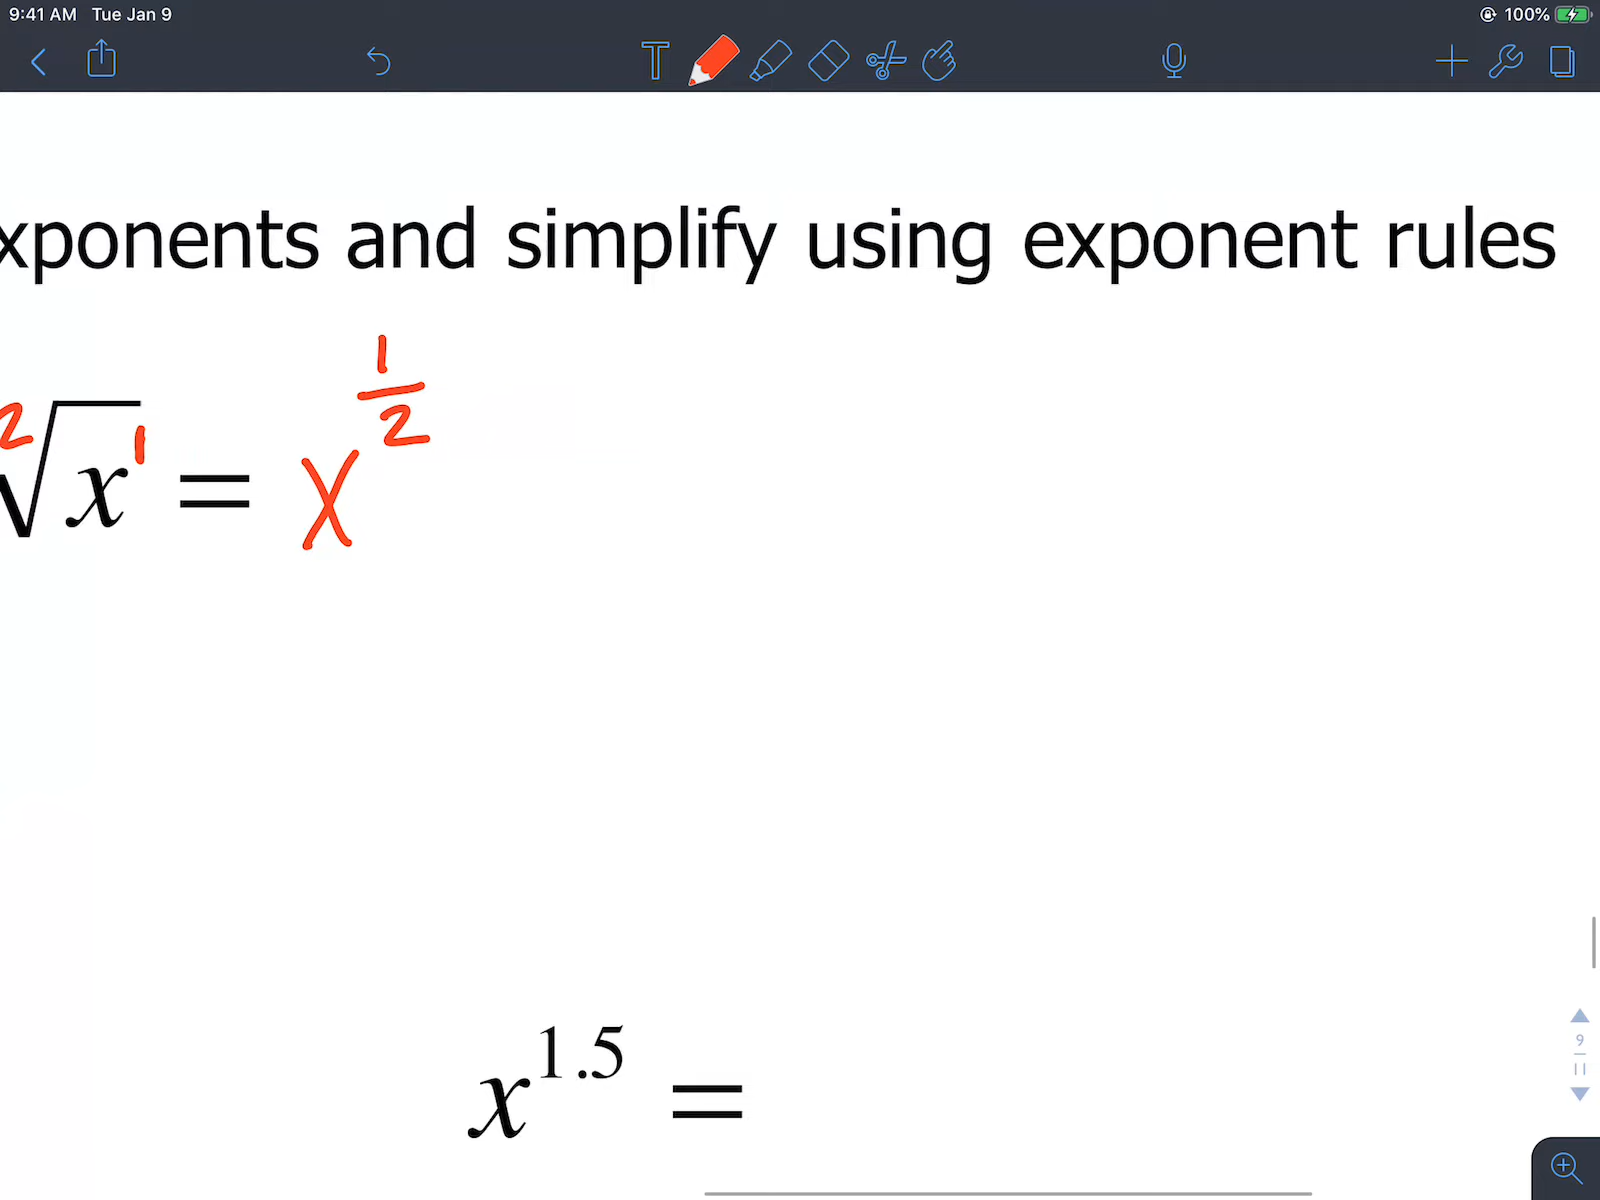 9:41 AM Tue Jan 9 100%
T
xponents and simplify using exponent rules
²√x¹ = x^(1/2)
x^1.5 =
9
11